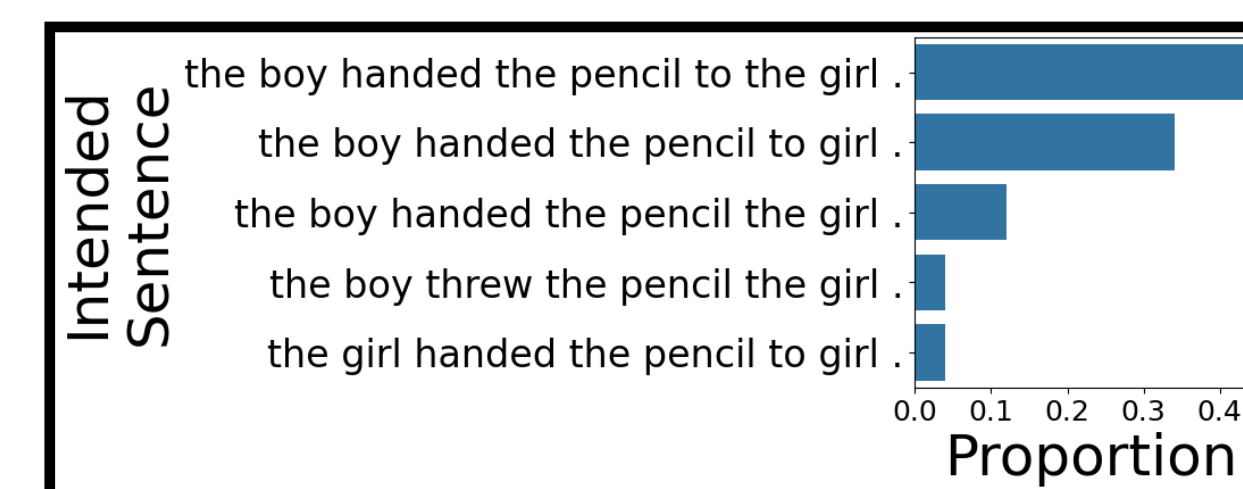 Intended
Sentence
the boy handed the pencil to the girl .
the boy handed the pencil to girl .
the boy handed the pencil the girl .
the boy threw the pencil the girl .
the girl handed the pencil to girl .
0.0 0.1 0.2 0.3 0.4
Proportion